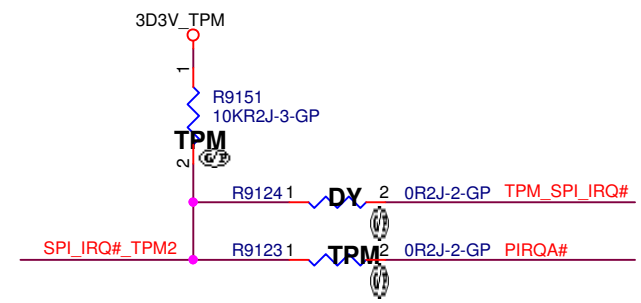 3D3V_TPM
1
R9151
10KR2J-3-GP
TPM
G/P
2
R9124 1 DY 2 0R2J-2-GP TPM_SPI_IRQ#
G/P
SPI_IRQ#_TPM2 R9123 1 TPM 2 0R2J-2-GP PIRQA#
G/P